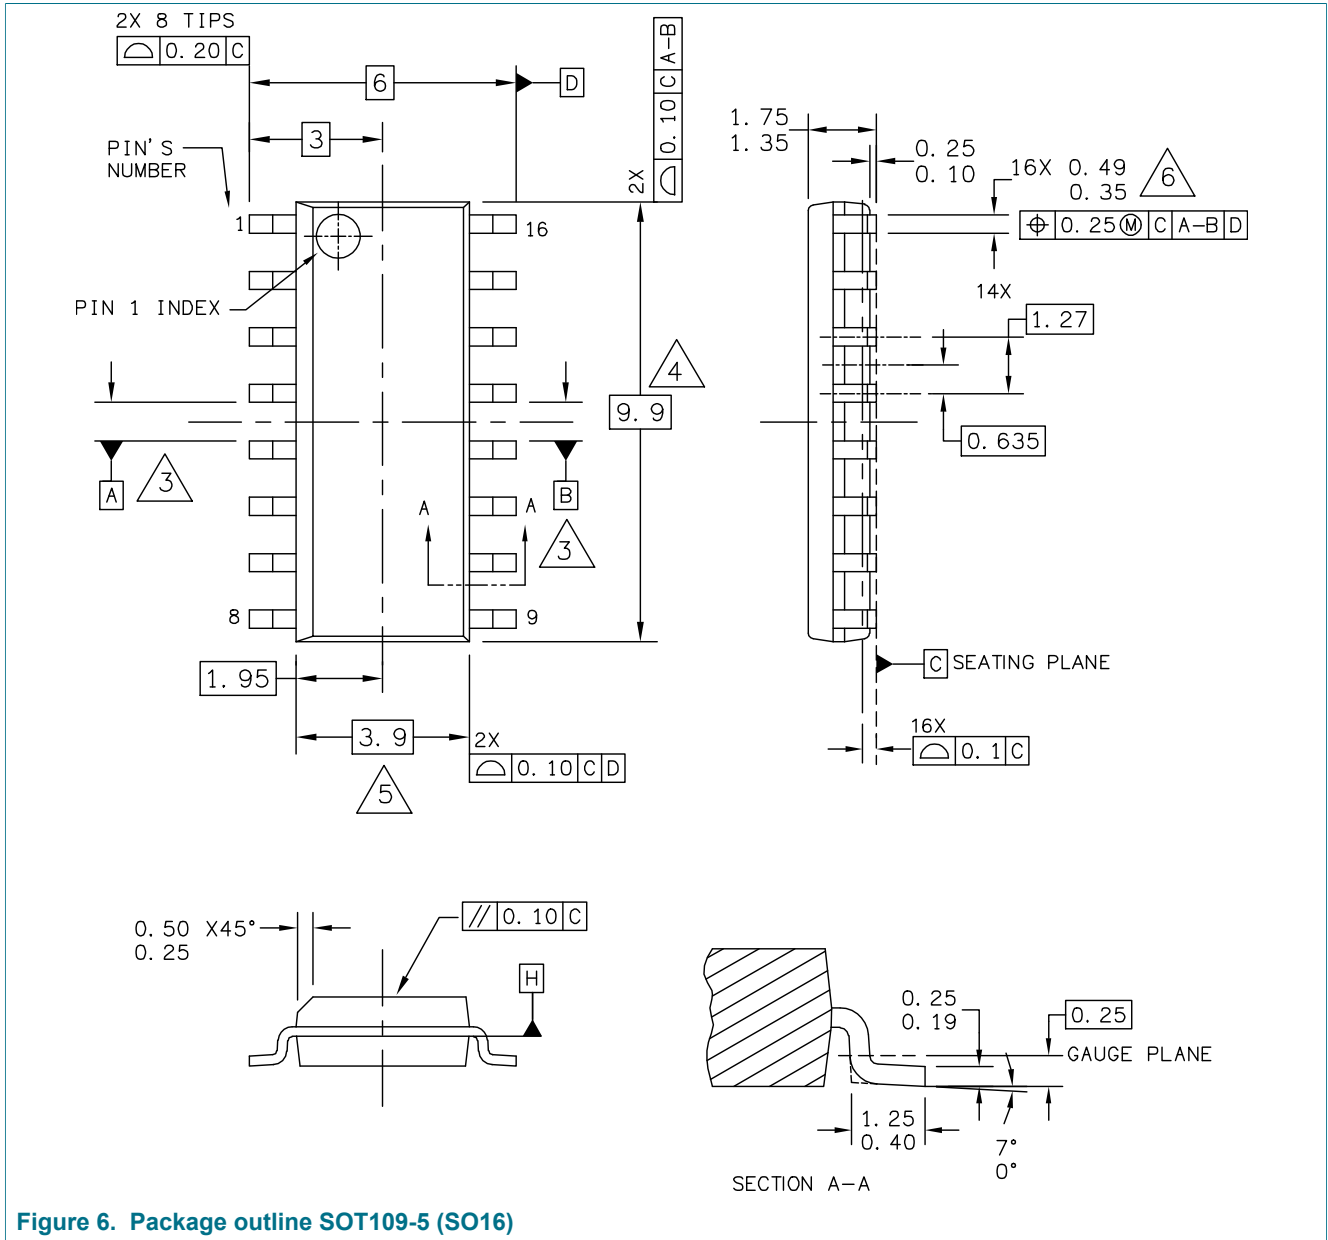 2X 8 TIPS
⌓ 0.20 C
6
D
3
PIN'S
NUMBER
1
16
PIN 1 INDEX
2X
⌓ 0.10 C A-B
4
9.9
A
3
B
3
A
A
8
9
1.95
3.9
5
2X
⌓ 0.10 C D
1.75
1.35
0.25
0.10
16X 0.49
0.35
6
⌖ 0.25 Ⓜ C A-B D
14X
1.27
0.635
C SEATING PLANE
16X
⌓ 0.1 C
0.50 X45°
0.25
// 0.10 C
H
0.25
0.19
0.25
GAUGE PLANE
1.25
0.40
7°
0°
SECTION A-A
Figure 6. Package outline SOT109-5 (SO16)